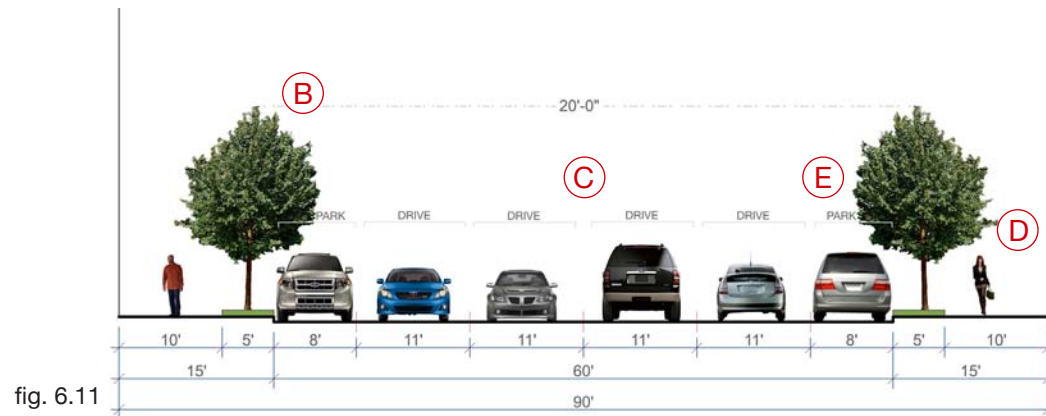 B
20'-0"
C
E
PARK DRIVE DRIVE DRIVE DRIVE PARK
D
10' 5' 8' 11' 11' 11' 11' 8' 5' 10'
15' 60' 15'
fig. 6.11
90'